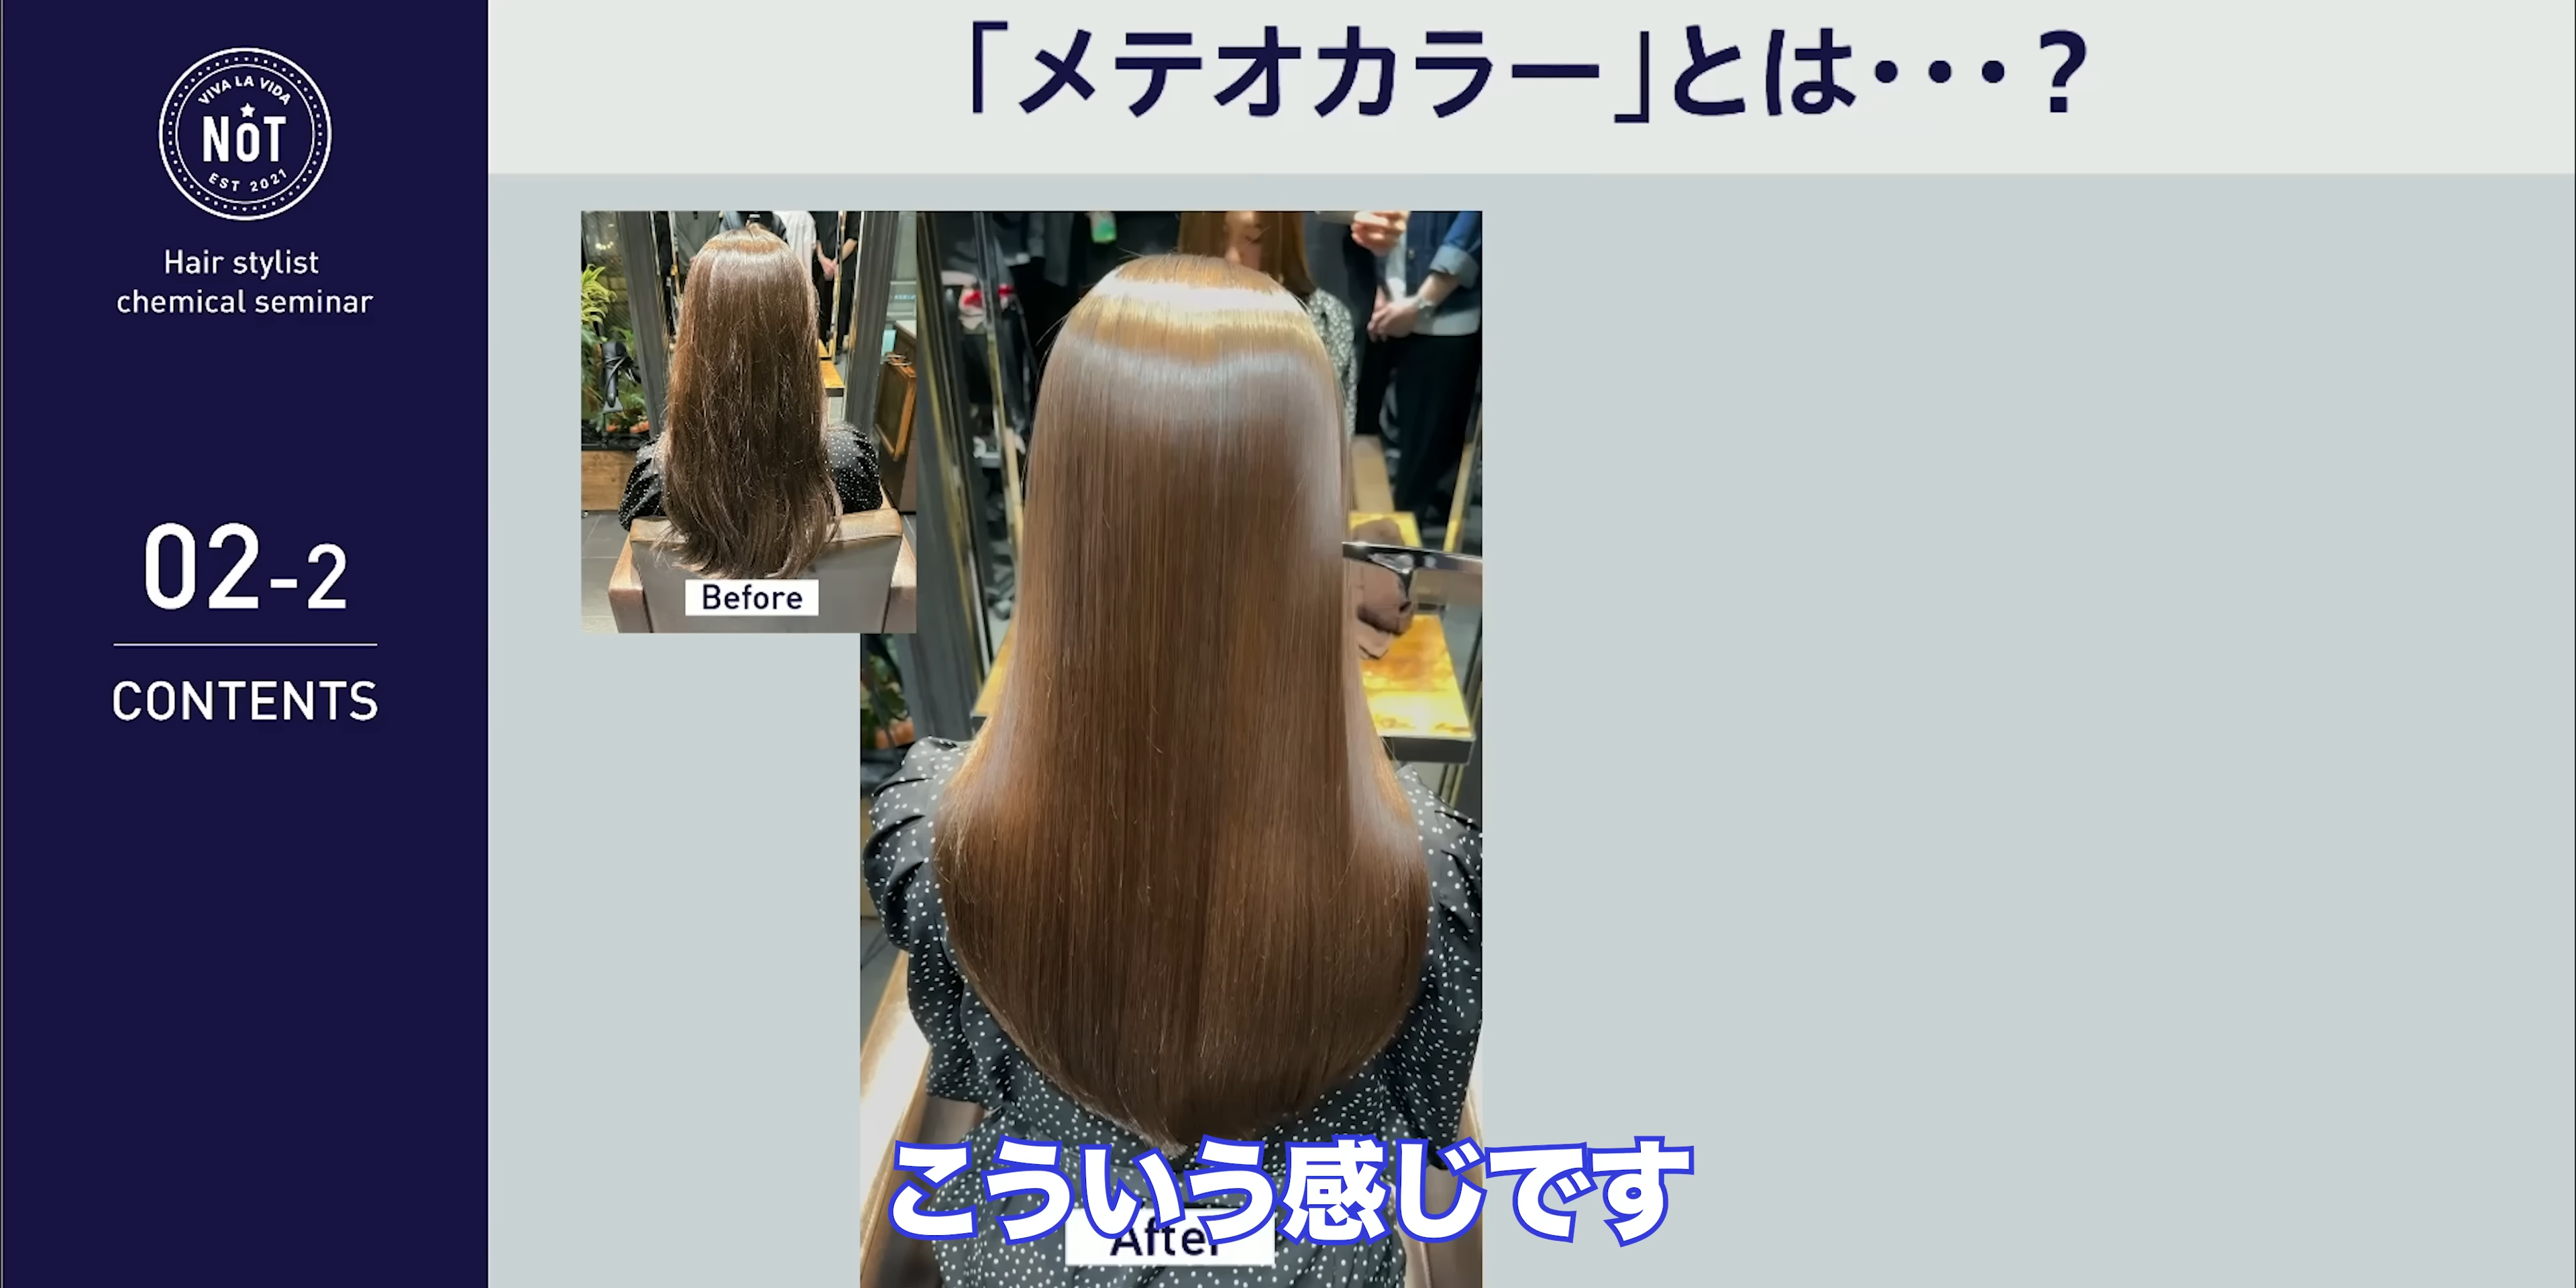 VIVA LA VIDA
NOT
EST 2021
Hair stylist
chemical seminar
02-2
CONTENTS
「メテオカラー」とは・・・？
Before
After
こういう感じです